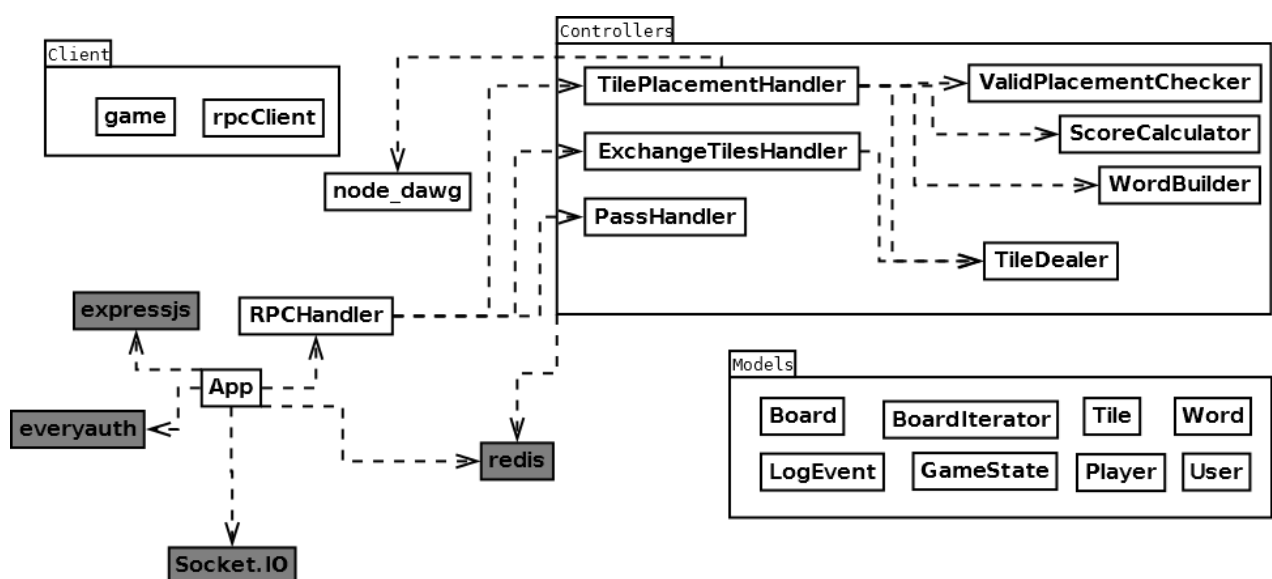 Client
game
rpcClient
node_dawg
Controllers
TilePlacementHandler
ValidPlacementChecker
ScoreCalculator
ExchangeTilesHandler
WordBuilder
PassHandler
TileDealer
expressjs
RPCHandler
App
everyauth
redis
Socket.IO
Models
Board
BoardIterator
Tile
Word
LogEvent
GameState
Player
User